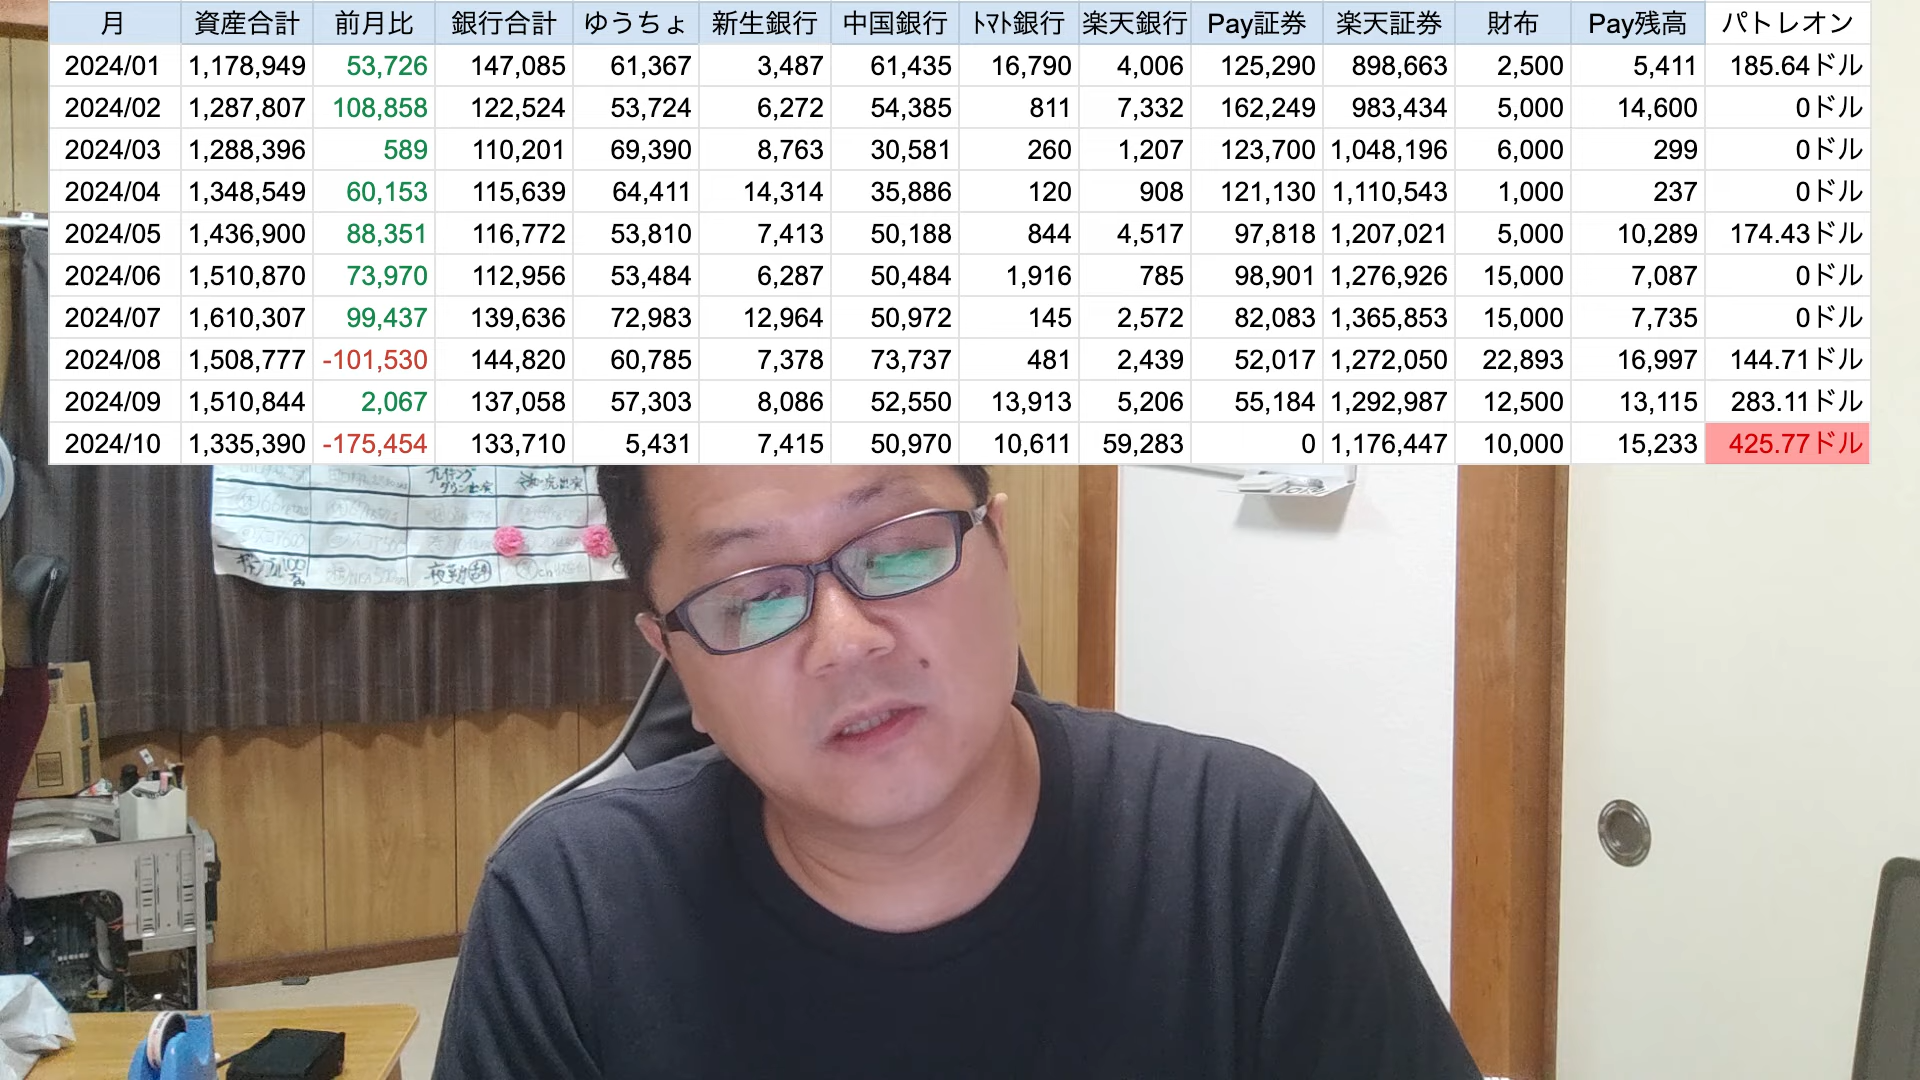 月 資産合計 前月比 銀行合計 ゆうちょ 新生銀行 中国銀行 ﾄﾏﾄ銀行 楽天銀行 Pay証券 楽天証券 財布 Pay残高 パトレオン
2024/01 1,178,949 53,726 147,085 61,367 3,487 61,435 16,790 4,006 125,290 898,663 2,500 5,411 185.64ドル
2024/02 1,287,807 108,858 122,524 53,724 6,272 54,385 811 7,332 162,249 983,434 5,000 14,600 0ドル
2024/03 1,288,396 589 110,201 69,390 8,763 30,581 260 1,207 123,700 1,048,196 6,000 299 0ドル
2024/04 1,348,549 60,153 115,639 64,411 14,314 35,886 120 908 121,130 1,110,543 1,000 237 0ドル
2024/05 1,436,900 88,351 116,772 53,810 7,413 50,188 844 4,517 97,818 1,207,021 5,000 10,289 174.43ドル
2024/06 1,510,870 73,970 112,956 53,484 6,287 50,484 1,916 785 98,901 1,276,926 15,000 7,087 0ドル
2024/07 1,610,307 99,437 139,636 72,983 12,964 50,972 145 2,572 82,083 1,365,853 15,000 7,735 0ドル
2024/08 1,508,777 -101,530 144,820 60,785 7,378 73,737 481 2,439 52,017 1,272,050 22,893 16,997 144.71ドル
2024/09 1,510,844 2,067 137,058 57,303 8,086 52,550 13,913 5,206 55,184 1,292,987 12,500 13,115 283.11ドル
2024/10 1,335,390 -175,454 133,710 5,431 7,415 50,970 10,611 59,283 0 1,176,447 10,000 15,233 425.77ドル